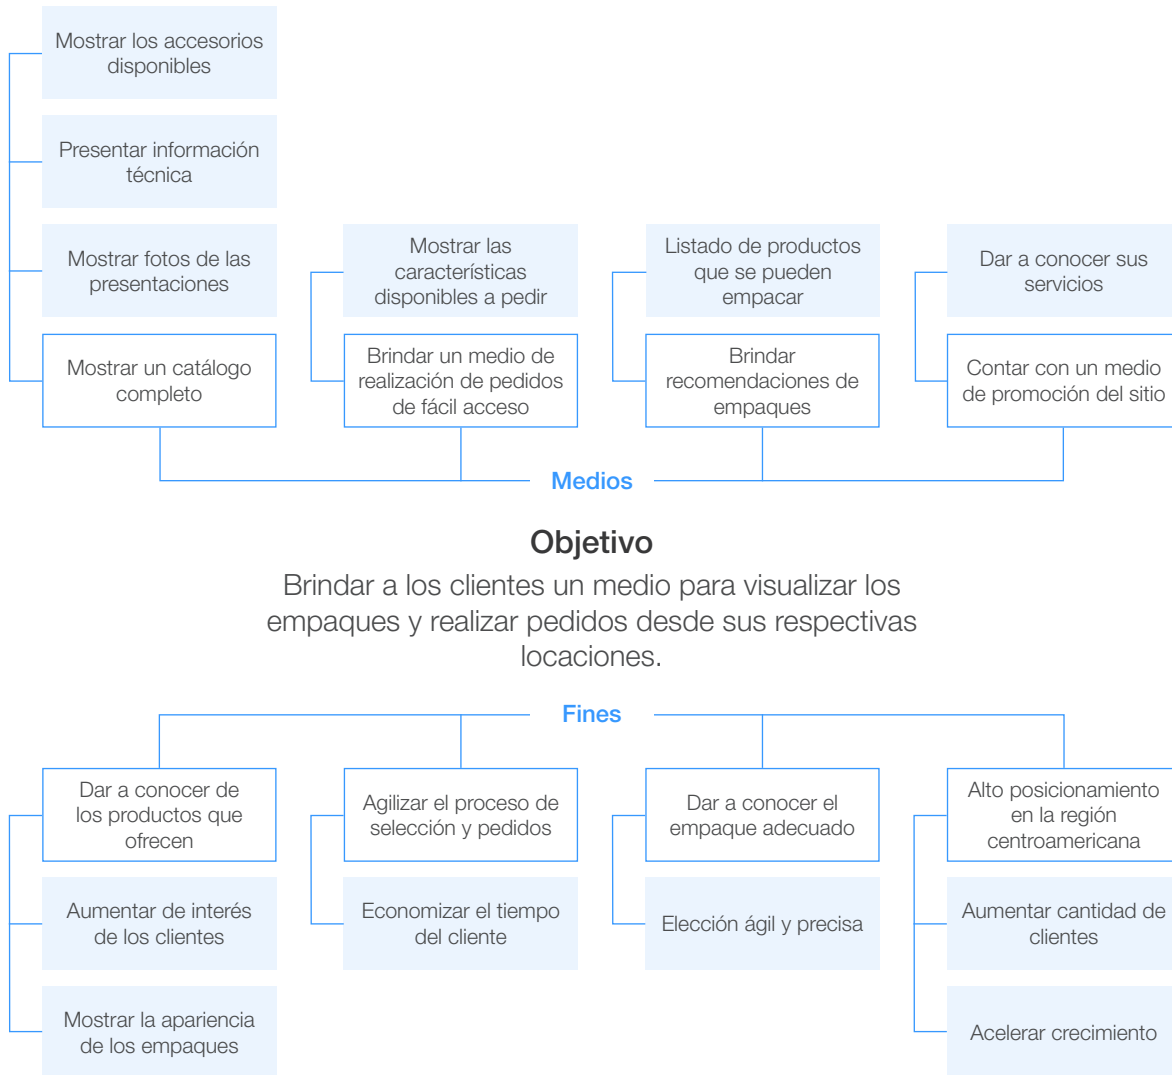 Mostrar los accesorios
disponibles
Presentar información
técnica
Mostrar fotos de las
presentaciones
Mostrar las
características
disponibles a pedir
Listado de productos
que se pueden
empacar
Dar a conocer sus
servicios
Mostrar un catálogo
completo
Brindar un medio de
realización de pedidos
de fácil acceso
Brindar
recomendaciones de
empaques
Contar con un medio
de promoción del sitio
Medios
Objetivo
Brindar a los clientes un medio para visualizar los
empaques y realizar pedidos desde sus respectivas
locaciones.
Fines
Dar a conocer de
los productos que
ofrecen
Agilizar el proceso de
selección y pedidos
Dar a conocer el
empaque adecuado
Alto posicionamiento
en la región
centroamericana
Aumentar de interés
de los clientes
Economizar el tiempo
del cliente
Elección ágil y precisa
Aumentar cantidad de
clientes
Mostrar la apariencia
de los empaques
Acelerar crecimiento